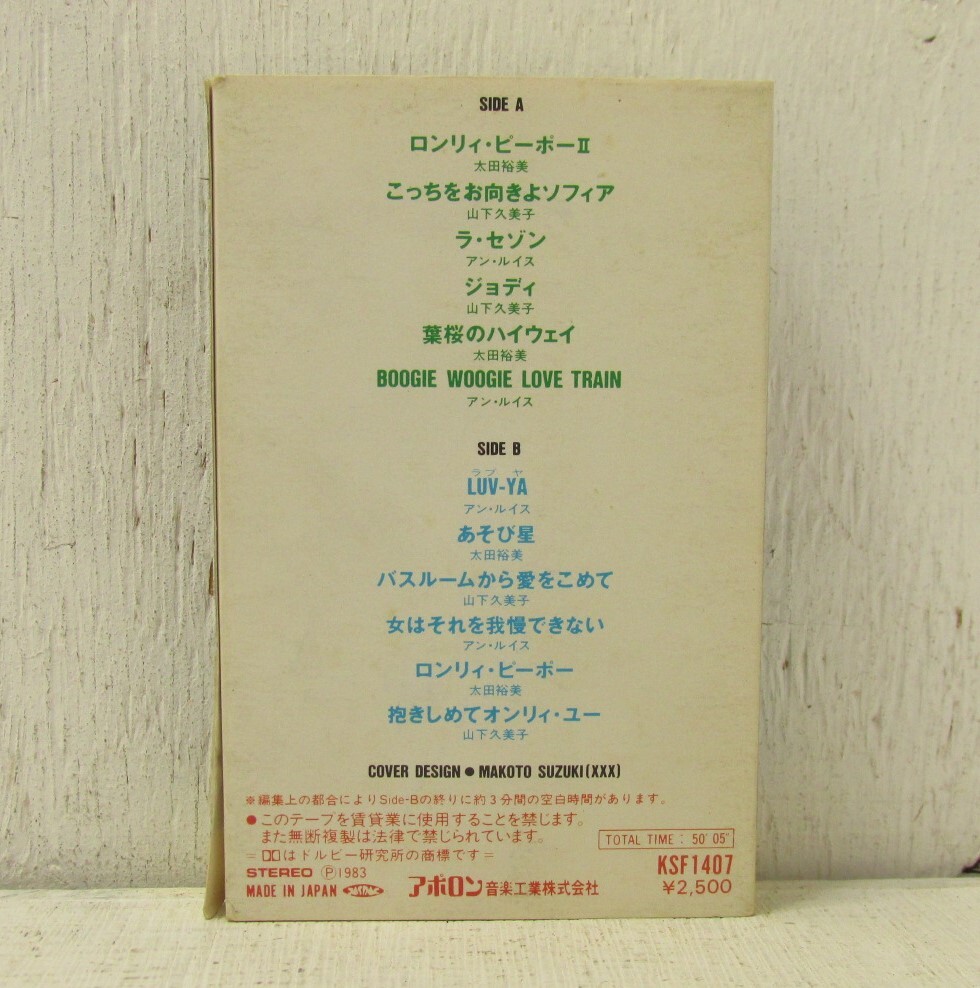 SIDE A
ロンリィ・ピーポーⅡ
太田裕美
こっちをお向きよソフィア
山下久美子
ラ・セゾン
アン・ルイス
ジョディ
山下久美子
葉桜のハイウェイ
太田裕美
BOOGIE WOOGIE LOVE TRAIN
アン・ルイス
SIDE B
ラブ ヤ
LUV-YA
アン・ルイス
あそび星
太田裕美
バスルームから愛をこめて
山下久美子
女はそれを我慢できない
アン・ルイス
ロンリィ・ピーポー
太田裕美
抱きしめてオンリィ・ユー
山下久美子
COVER DESIGN ● MAKOTO SUZUKI(XXX)
※編集上の都合によりSide-Bの終りに約3分間の空白時間があります。
●このテープを賃貸業に使用することを禁じます。
また無断複製は法律で禁じられています。
TOTAL TIME : 50′05″
=はドルビー研究所の商標です=
KSF1407
STEREO Ⓟ1983
¥2,500
MADE IN JAPAN
アポロン音楽工業株式会社